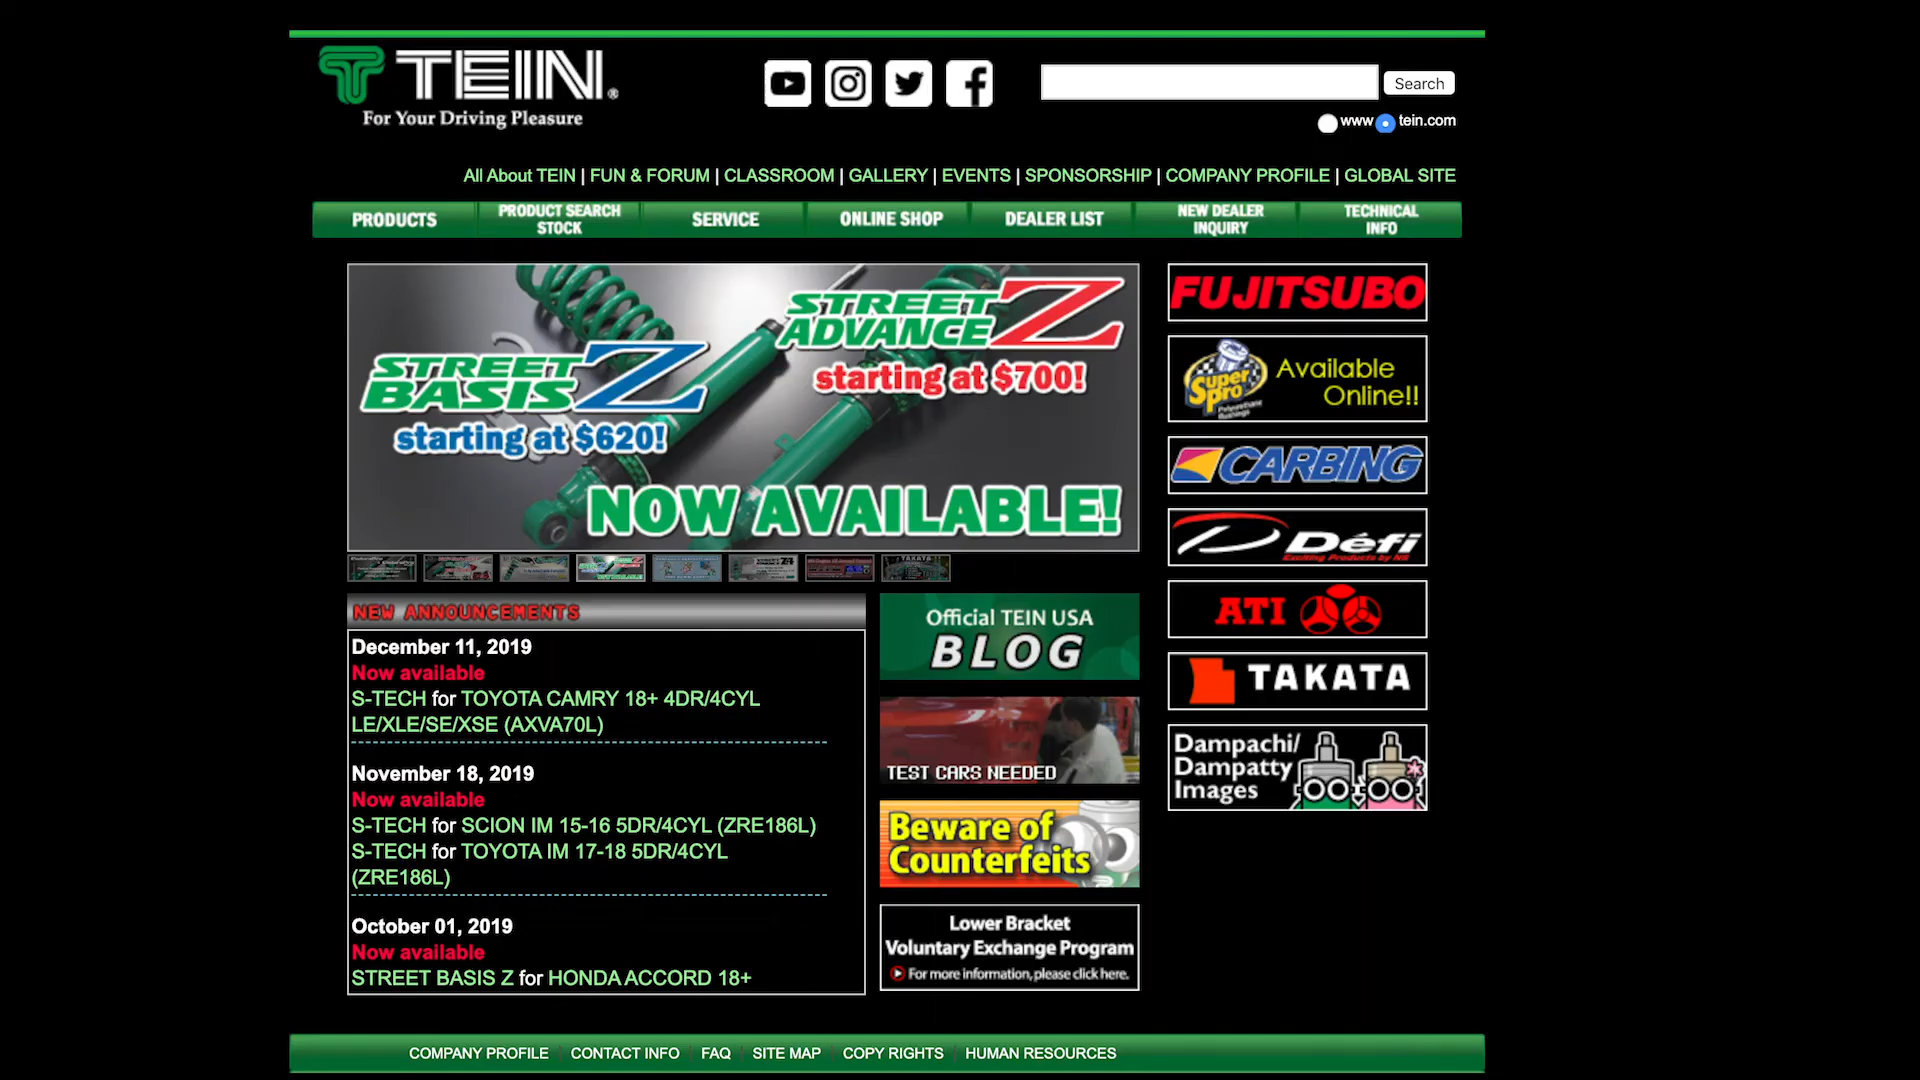 TEIN®
For Your Driving Pleasure
Search
www tein.com
All About TEIN | FUN & FORUM | CLASSROOM | GALLERY | EVENTS | SPONSORSHIP | COMPANY PROFILE | GLOBAL SITE
PRODUCTS
PRODUCT SEARCH
STOCK
SERVICE
ONLINE SHOP
DEALER LIST
NEW DEALER
INQUIRY
TECHNICAL
INFO
STREET
ADVANCE Z
starting at $700!
STREET
BASIS Z
starting at $620!
NOW AVAILABLE!
NEW ANNOUNCEMENTS
December 11, 2019
Now available
S-TECH for TOYOTA CAMRY 18+ 4DR/4CYL
LE/XLE/SE/XSE (AXVA70L)
November 18, 2019
Now available
S-TECH for SCION IM 15-16 5DR/4CYL (ZRE186L)
S-TECH for TOYOTA IM 17-18 5DR/4CYL
(ZRE186L)
October 01, 2019
Now available
STREET BASIS Z for HONDA ACCORD 18+
Official TEIN USA
BLOG
TEST CARS NEEDED
Beware of
Counterfeits
Lower Bracket
Voluntary Exchange Program
For more information, please click here.
FUJITSUBO
Super Pro
Polyurethane
Bushings
Available
Online!!
CARBING
Défi
Exciting Products by NS
ATI
TAKATA
Dampachi/
Dampatty
Images
COMPANY PROFILE
CONTACT INFO
FAQ
SITE MAP
COPY RIGHTS
HUMAN RESOURCES